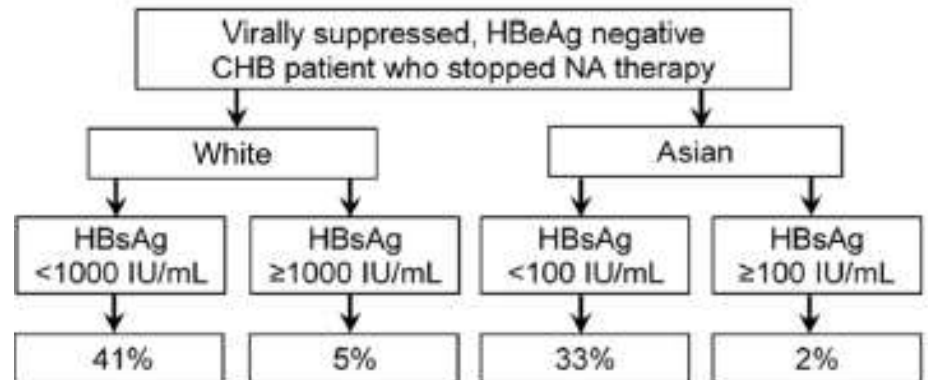 Virally suppressed, HBeAg negative
CHB patient who stopped NA therapy
White
Asian
HBsAg
<1000 IU/mL
HBsAg
≥1000 IU/mL
HBsAg
<100 IU/mL
HBsAg
≥100 IU/mL
41%
5%
33%
2%